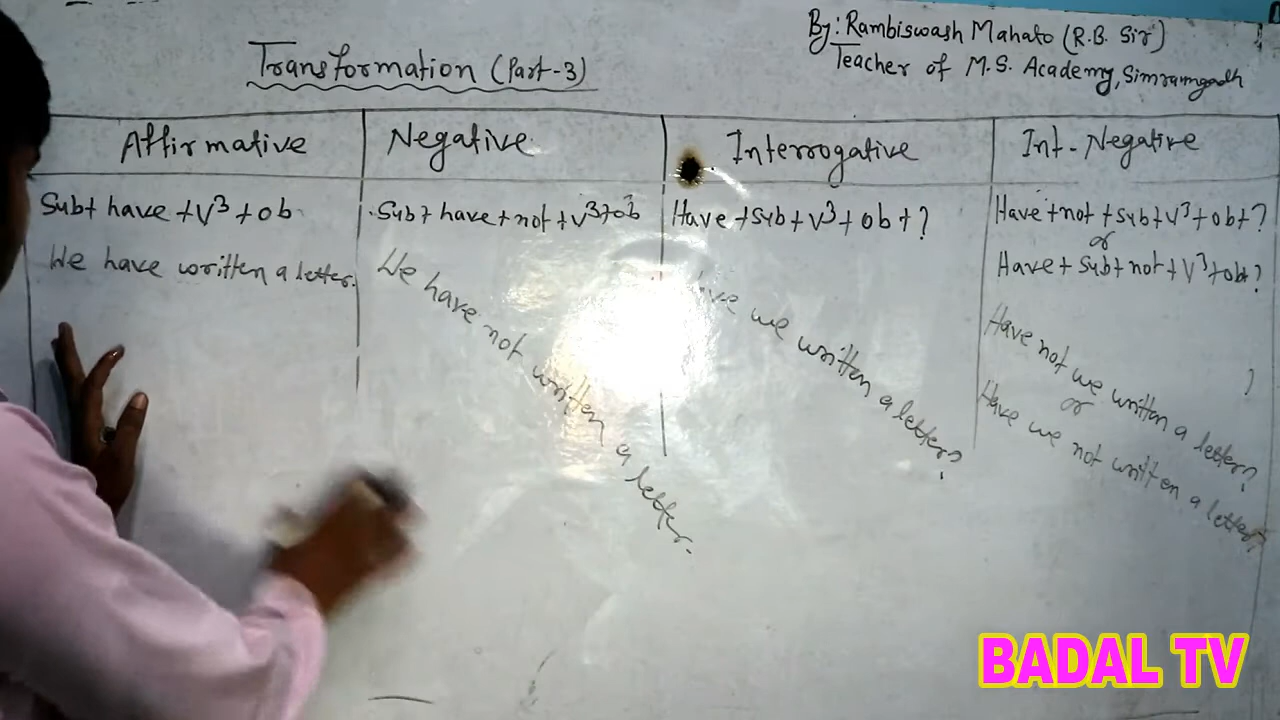 By: Rambiswash Mahato (R.B. Sir)
Teacher of M.S. Academy, Simraungadh
Transformation (Part-3)
Affirmative
Negative
Interrogative
Int-Negative
Sub+ have + V³ + ob
Sub+ have + not + V³+ob
Have + sub + V³ + ob + ?
Have + not + sub + V³ + ob + ?
or
Have + sub + not + V³ + ob + ?
We have written a letter.
We have not written a letter.
we written a letter?
Have not we written a letter?
?
or
Have we not written a letter?
BADAL TV